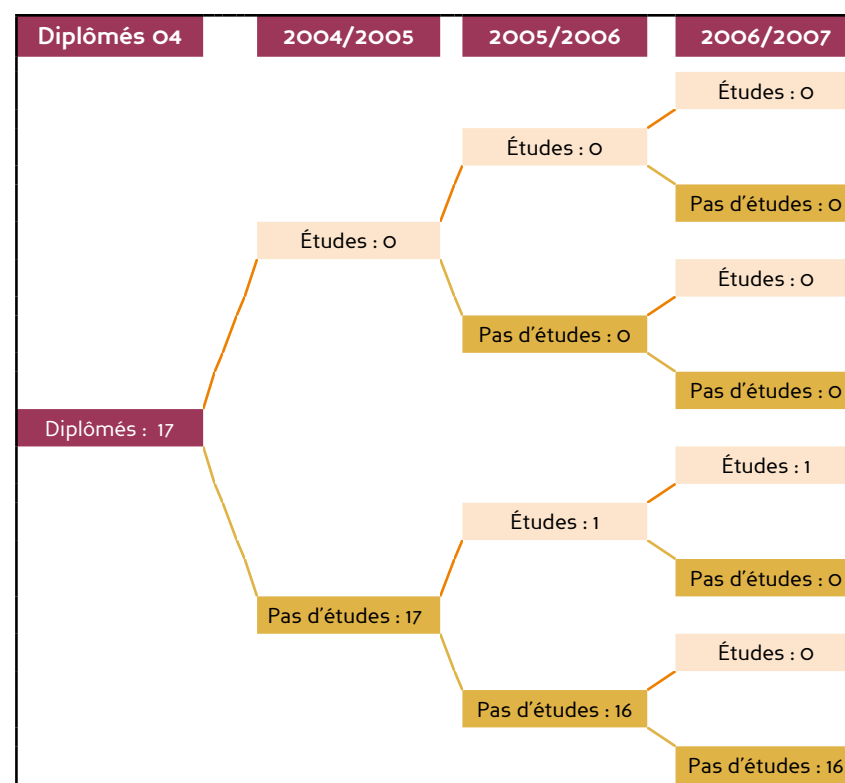 Diplômés 04 2004/2005 2005/2006 2006/2007
Études : 0
Études : 0
Pas d'études : 0
Études : 0
Études : 0
Pas d'études : 0
Pas d'études : 0
Diplômés : 17
Études : 1
Études : 1
Pas d'études : 0
Pas d'études : 17
Études : 0
Pas d'études : 16
Pas d'études : 16